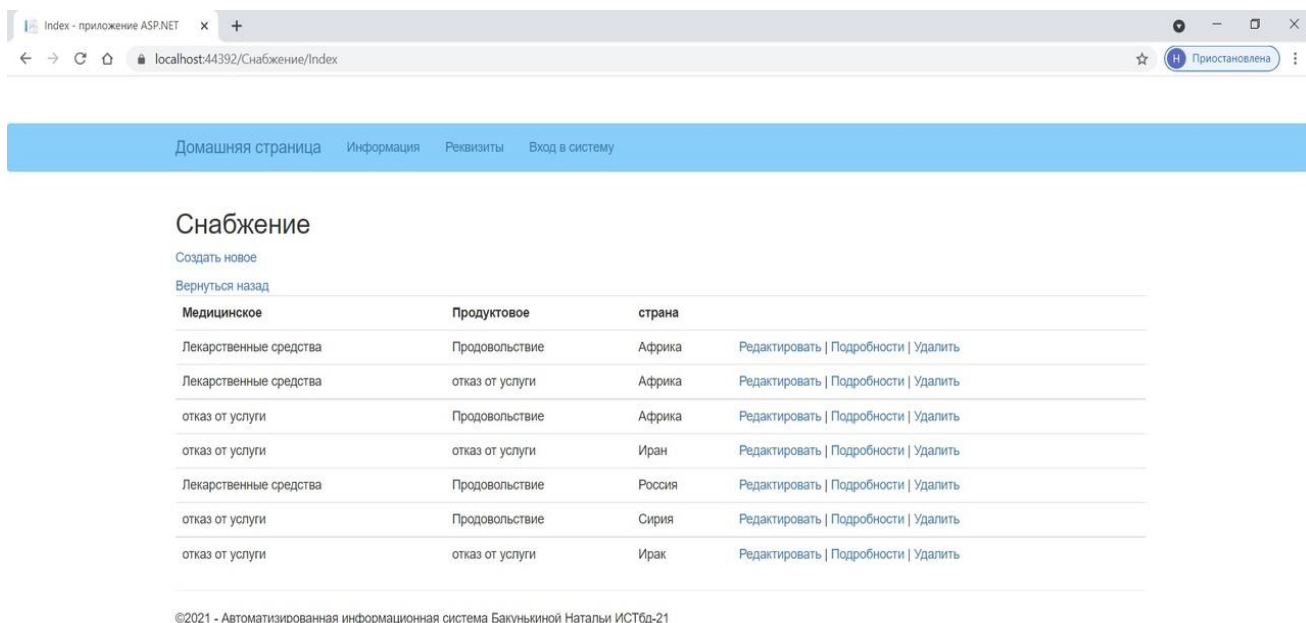 Index - приложение ASP.NET
localhost:44392/Снабжение/Index
Н Приостановлена
Домашняя страница Информация Реквизиты Вход в систему
Снабжение
Создать новое
Вернуться назад
Медицинское Продуктовое страна
Лекарственные средства Продовольствие Африка Редактировать | Подробности | Удалить
Лекарственные средства отказ от услуги Африка Редактировать | Подробности | Удалить
отказ от услуги Продовольствие Африка Редактировать | Подробности | Удалить
отказ от услуги отказ от услуги Иран Редактировать | Подробности | Удалить
Лекарственные средства Продовольствие Россия Редактировать | Подробности | Удалить
отказ от услуги Продовольствие Сирия Редактировать | Подробности | Удалить
отказ от услуги отказ от услуги Ирак Редактировать | Подробности | Удалить
©2021 - Автоматизированная информационная система Бакунькиной Натальи ИСТбд-21